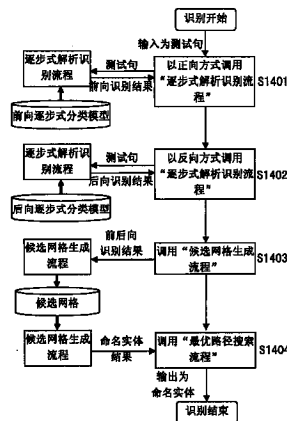 识别开始
输入为测试句
逐步式解析识
别流程
测试句
前向识别结果
以正向方式调用
“逐步式解析识别流
程”
S1401
前向逐步式分类模型
逐步式解析识
别流程
测试句
后向识别结果
以反向方式调用
“逐步式解析识别流
程”
S1402
后向逐步式分类模型
候选网格生成
流程
前后向
识别结果
调用“候选网格生成
流程”
S1403
候选网格
候选网格生成
流程
命名实体
结果
调用“最优路径搜索
流程”
S1404
输出为
命名实体
识别结束